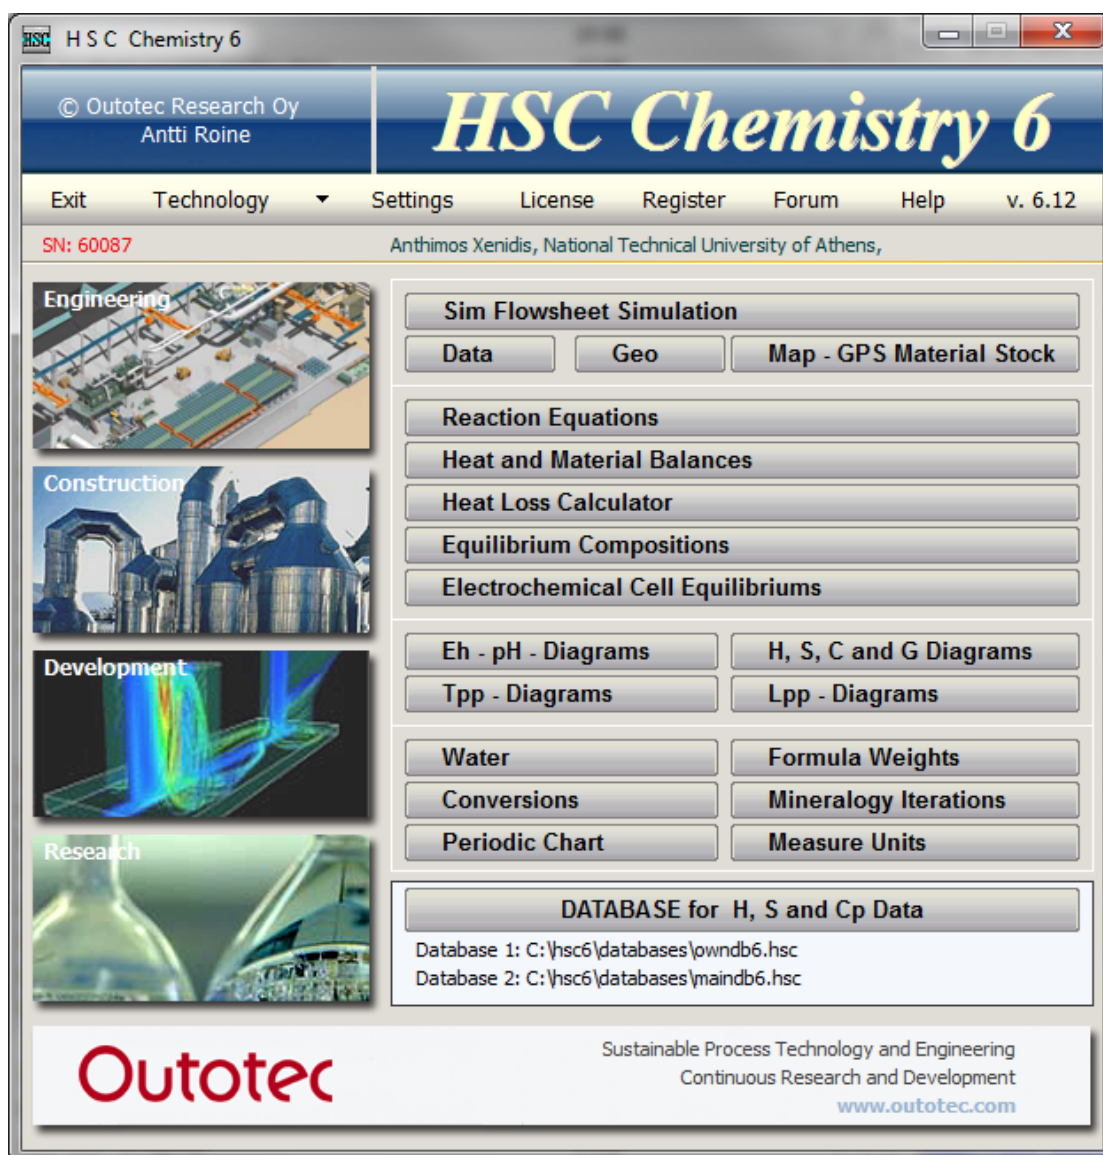 HSC H S C Chemistry 6
© Outotec Research Oy
Antti Roine
HSC Chemistry 6
Exit Technology Settings License Register Forum Help v. 6.12
SN: 60087 Anthimos Xenidis, National Technical University of Athens,
Engineering
Construction
Development
Research
Sim Flowsheet Simulation
Data Geo Map - GPS Material Stock
Reaction Equations
Heat and Material Balances
Heat Loss Calculator
Equilibrium Compositions
Electrochemical Cell Equilibriums
Eh - pH - Diagrams H, S, C and G Diagrams
Tpp - Diagrams Lpp - Diagrams
Water Formula Weights
Conversions Mineralogy Iterations
Periodic Chart Measure Units
DATABASE for H, S and Cp Data
Database 1: C:\hsc6\databases\owndb6.hsc
Database 2: C:\hsc6\databases\maindb6.hsc
Outotec
Sustainable Process Technology and Engineering
Continuous Research and Development
www.outotec.com